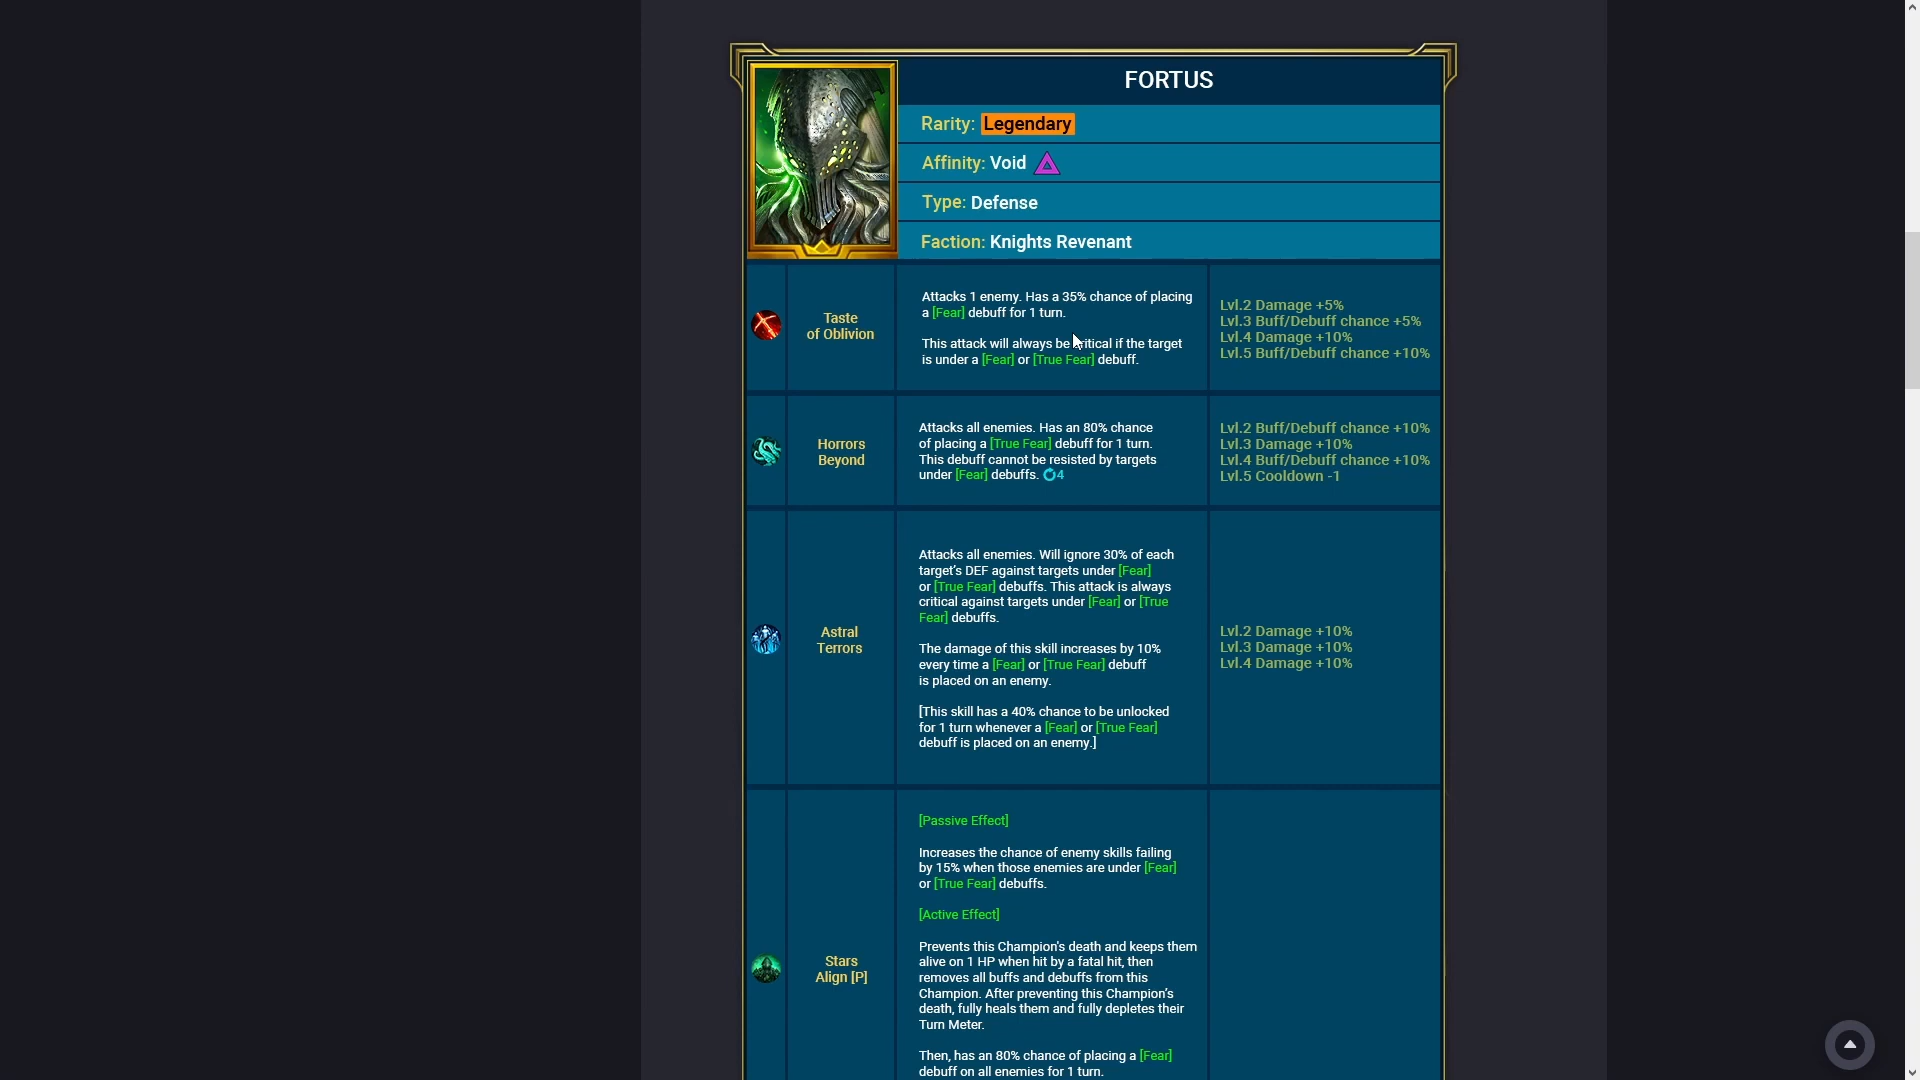 FORTUS
Rarity: Legendary
Affinity: Void
Type: Defense
Faction: Knights Revenant
Taste
of Oblivion
Attacks 1 enemy. Has a 35% chance of placing
a [Fear] debuff for 1 turn.
This attack will always be critical if the target
is under a [Fear] or [True Fear] debuff.
Lvl.2 Damage +5%
Lvl.3 Buff/Debuff chance +5%
Lvl.4 Damage +10%
Lvl.5 Buff/Debuff chance +10%
Horrors
Beyond
Attacks all enemies. Has an 80% chance
of placing a [True Fear] debuff for 1 turn.
This debuff cannot be resisted by targets
under [Fear] debuffs. 4
Lvl.2 Buff/Debuff chance +10%
Lvl.3 Damage +10%
Lvl.4 Buff/Debuff chance +10%
Lvl.5 Cooldown -1
Astral
Terrors
Attacks all enemies. Will ignore 30% of each
target's DEF against targets under [Fear]
or [True Fear] debuffs. This attack is always
critical against targets under [Fear] or [True
Fear] debuffs.
The damage of this skill increases by 10%
every time a [Fear] or [True Fear] debuff
is placed on an enemy.
[This skill has a 40% chance to be unlocked
for 1 turn whenever a [Fear] or [True Fear]
debuff is placed on an enemy.]
Lvl.2 Damage +10%
Lvl.3 Damage +10%
Lvl.4 Damage +10%
Stars
Align [P]
[Passive Effect]
Increases the chance of enemy skills failing
by 15% when those enemies are under [Fear]
or [True Fear] debuffs.
[Active Effect]
Prevents this Champion's death and keeps them
alive on 1 HP when hit by a fatal hit, then
removes all buffs and debuffs from this
Champion. After preventing this Champion's
death, fully heals them and fully depletes their
Turn Meter.
Then, has an 80% chance of placing a [Fear]
debuff on all enemies for 1 turn.